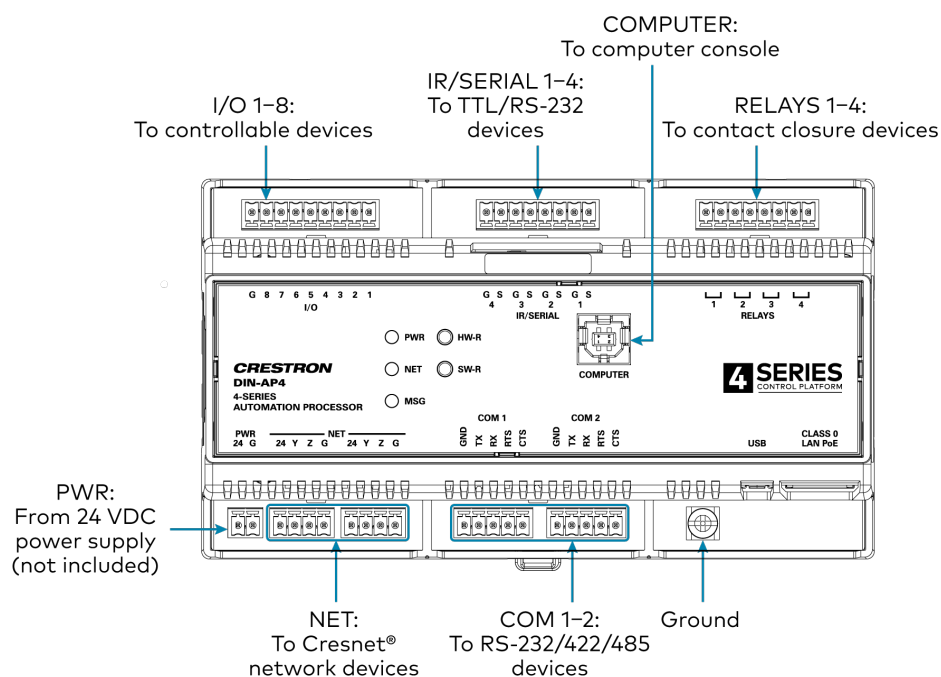 COMPUTER:
To computer console
IR/SERIAL 1–4:
To TTL/RS-232
devices
I/O 1–8:
To controllable devices
RELAYS 1–4:
To contact closure devices
G 8 7 6 5 4 3 2 1
I/O
G S G S G S G S
4 3 2 1
IR/SERIAL
1 2 3 4
RELAYS
PWR HW-R
NET SW-R
MSG
COMPUTER
CRESTRON
DIN-AP4
4-SERIES
AUTOMATION PROCESSOR
4 SERIES
CONTROL PLATFORM
PWR
24 G
NET
24 Y Z G 24 Y Z G
COM 1
GND TX RX RTS CTS
COM 2
GND TX RX RTS CTS
USB
CLASS 0
LAN PoE
PWR:
From 24 VDC
power supply
(not included)
NET:
To Cresnet®
network devices
COM 1–2:
To RS-232/422/485
devices
Ground